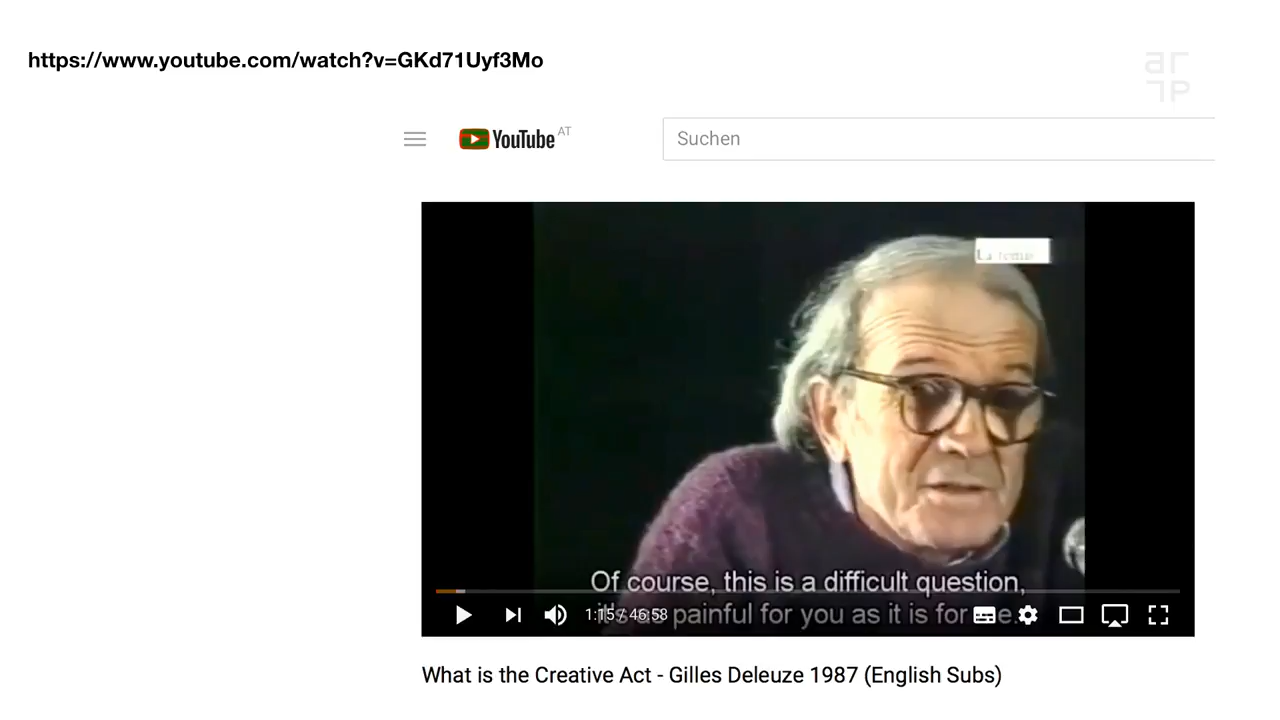 https://www.youtube.com/watch?v=GKd71Uyf3Mo
YouTube AT
Suchen
Of course, this is a difficult question,
painful for you as it is for
1:15 / 46:58
What is the Creative Act - Gilles Deleuze 1987 (English Subs)